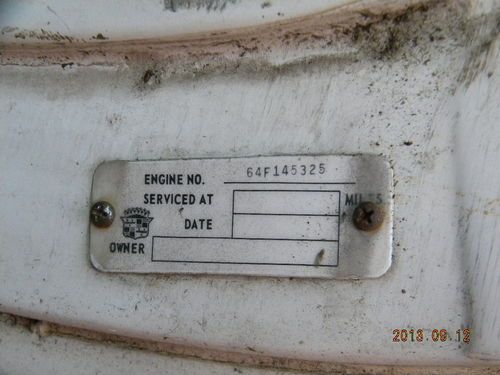 ENGINE NO. 64F145325
SERVICED AT MILES
DATE
OWNER
2013.09.12